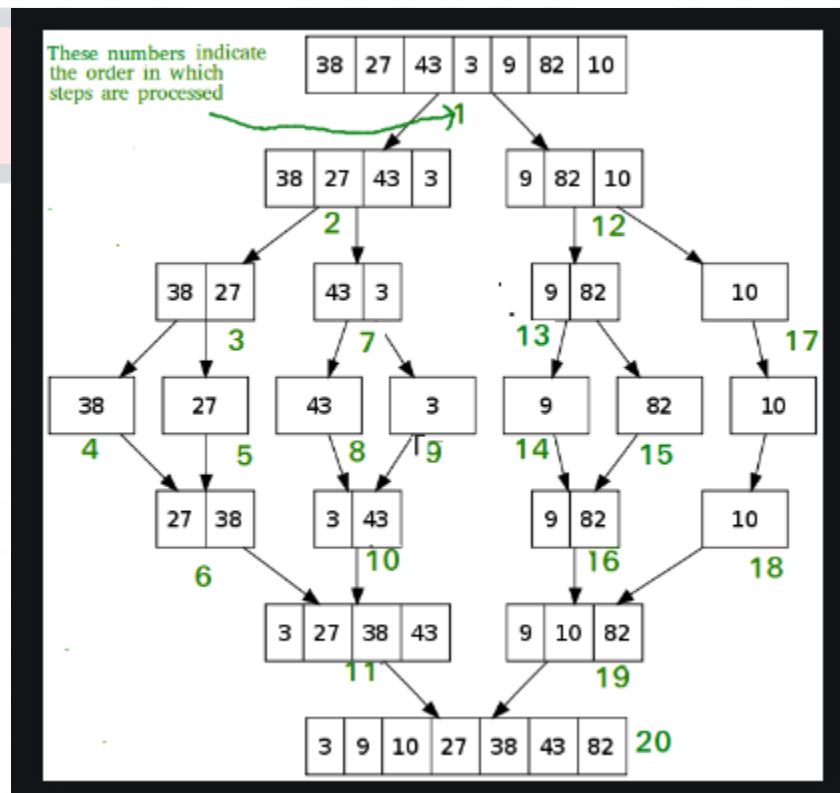 These numbers indicate
the order in which
steps are processed
38 27 43 3 9 82 10
1
38 27 43 3 9 82 10
2 12
38 27 43 3 9 82 10
3 7 13 17
38 27 43 3 9 82 10
4 5 8 9 14 15
27 38 3 43 9 82 10
6 10 16 18
3 27 38 43 9 10 82
11 19
3 9 10 27 38 43 82 20